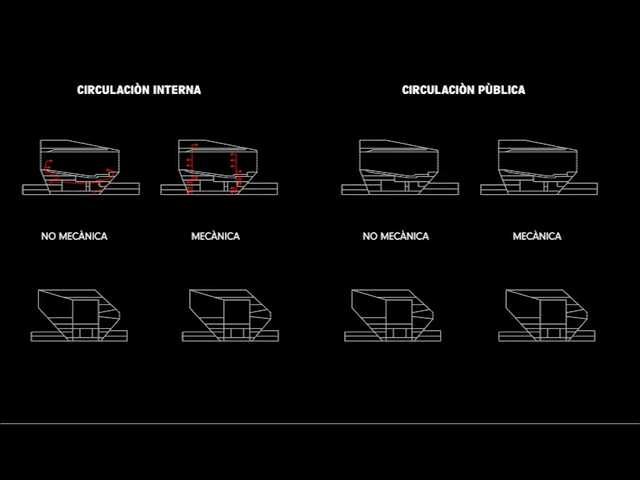 CIRCULACIÒN INTERNA
CIRCULACIÒN PÙBLICA
NO MECÀNICA
MECÀNICA
NO MECÀNICA
MECÀNICA